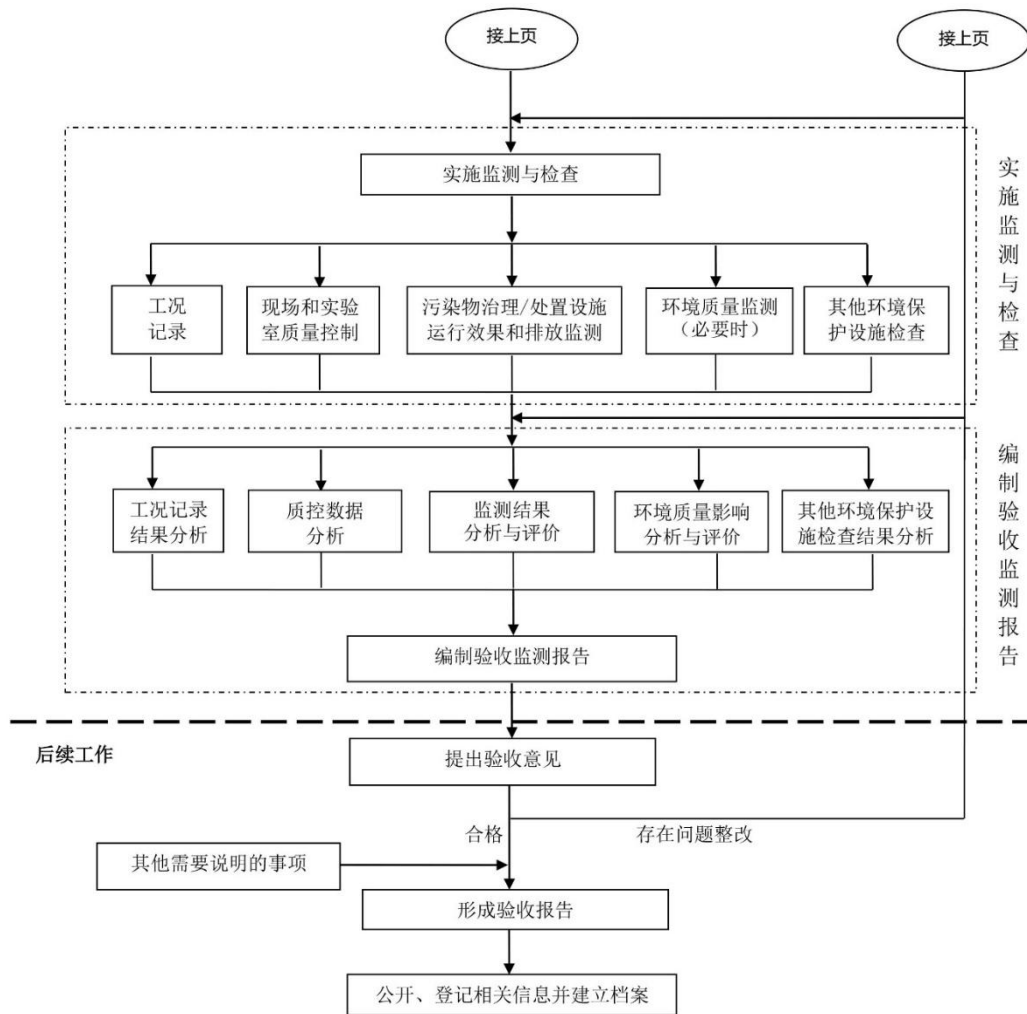 接上页
接上页
实施监测与检查
实施监测与检查
工况
记录
现场和实验
室质量控制
污染物治理/处置设施
运行效果和排放监测
环境质量监测
（必要时）
其他环境保
护设施检查
编制验收监测报告
工况记录
结果分析
质控数据
分析
监测结果
分析与评价
环境质量影响
分析与评价
其他环境保护设
施检查结果分析
编制验收监测报告
后续工作
提出验收意见
合格
存在问题整改
其他需要说明的事项
形成验收报告
公开、登记相关信息并建立档案